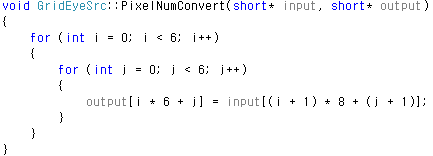 void GridEyeSrc::PixelNumConvert(short* input, short* output)
{
    for (int i = 0; i < 6; i++)
    {
        for (int j = 0; j < 6; j++)
        {
            output[i * 6 + j] = input[(i + 1) * 8 + (j + 1)];
        }
    }
}